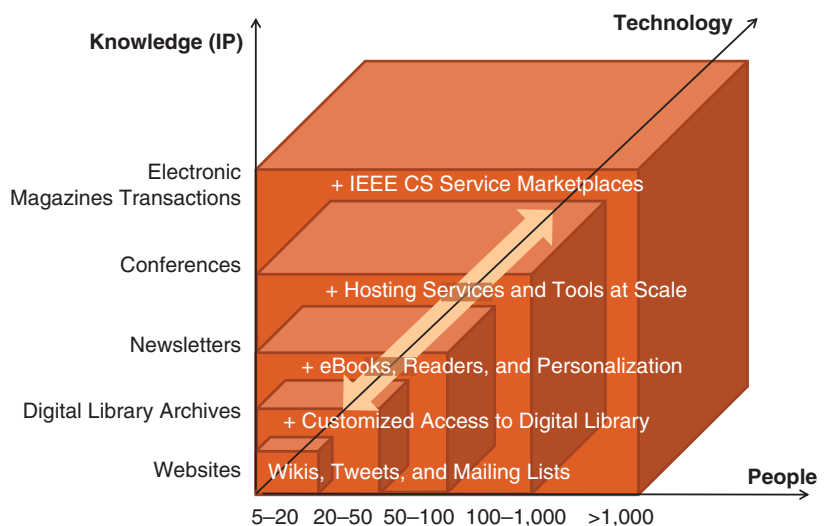 Knowledge (IP)
Technology
Electronic
Magazines Transactions
+ IEEE CS Service Marketplaces
Conferences
+ Hosting Services and Tools at Scale
Newsletters
+ eBooks, Readers, and Personalization
Digital Library Archives
+ Customized Access to Digital Library
Websites
Wikis, Tweets, and Mailing Lists
People
5–20 20–50 50–100 100–1,000 >1,000